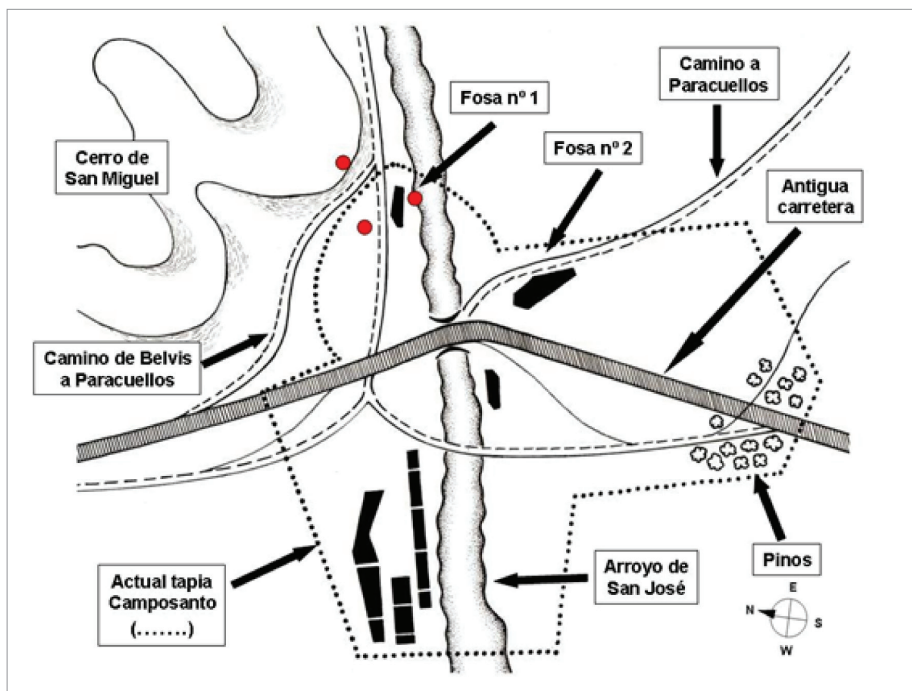 Camino a
Paracuellos
Fosa nº 1
Cerro de
San Miguel
Fosa nº 2
Antigua
carretera
Camino de Belvis
a Paracuellos
Actual tapia
Camposanto
(.......)
Arroyo de
San José
Pinos
E
N
S
W